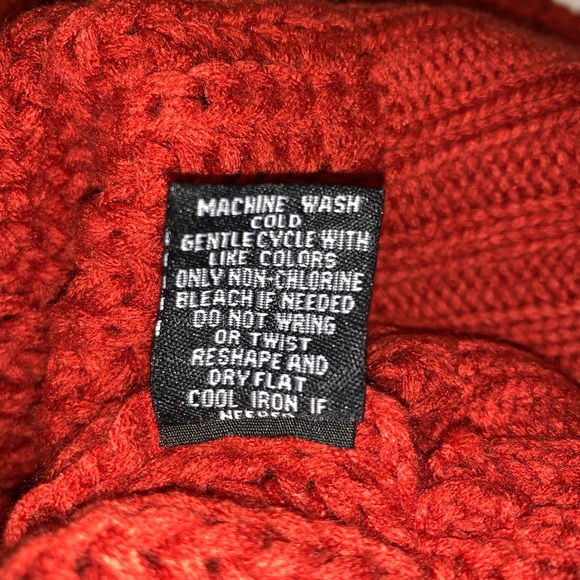 MACHINE WASH
COLD
GENTLE CYCLE WITH
LIKE COLORS
ONLY NON-CHLORINE
BLEACH IF NEEDED
DO NOT WRING
OR TWIST
RESHAPE AND
DRY FLAT
COOL IRON IF
NEEDED